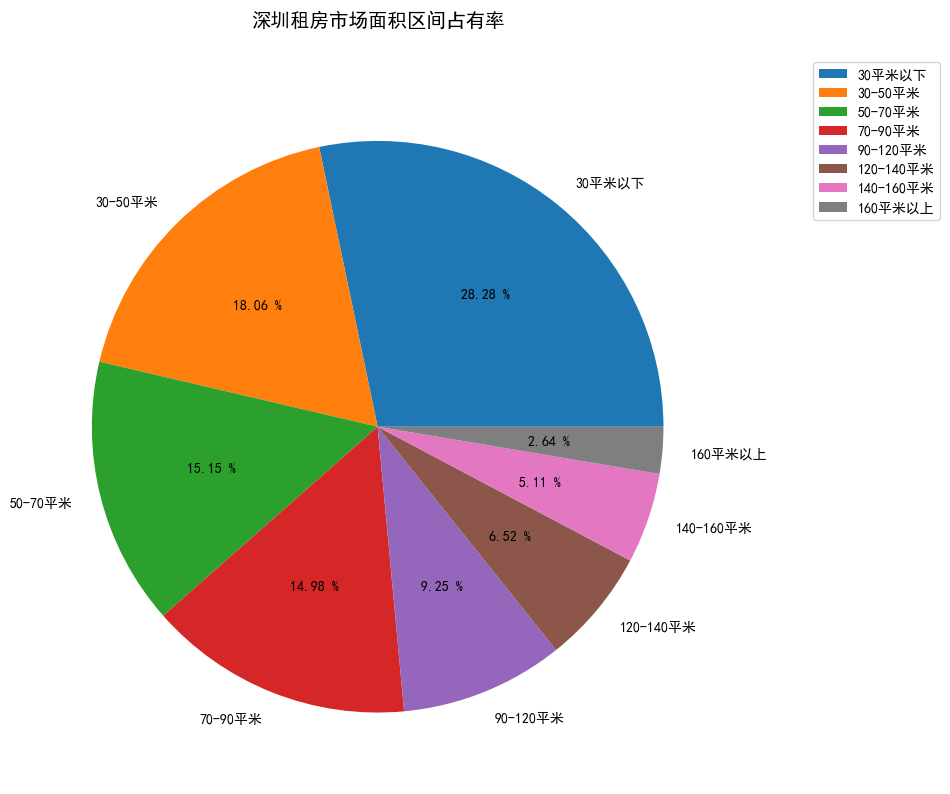 深圳租房市场面积区间占有率
30平米以下
30-50平米
50-70平米
70-90平米
90-120平米
120-140平米
140-160平米
160平米以上
30平米以下
30-50平米
28.28 %
18.06 %
2.64 %
160平米以上
15.15 %
5.11 %
50-70平米
140-160平米
6.52 %
14.98 %
9.25 %
120-140平米
70-90平米
90-120平米